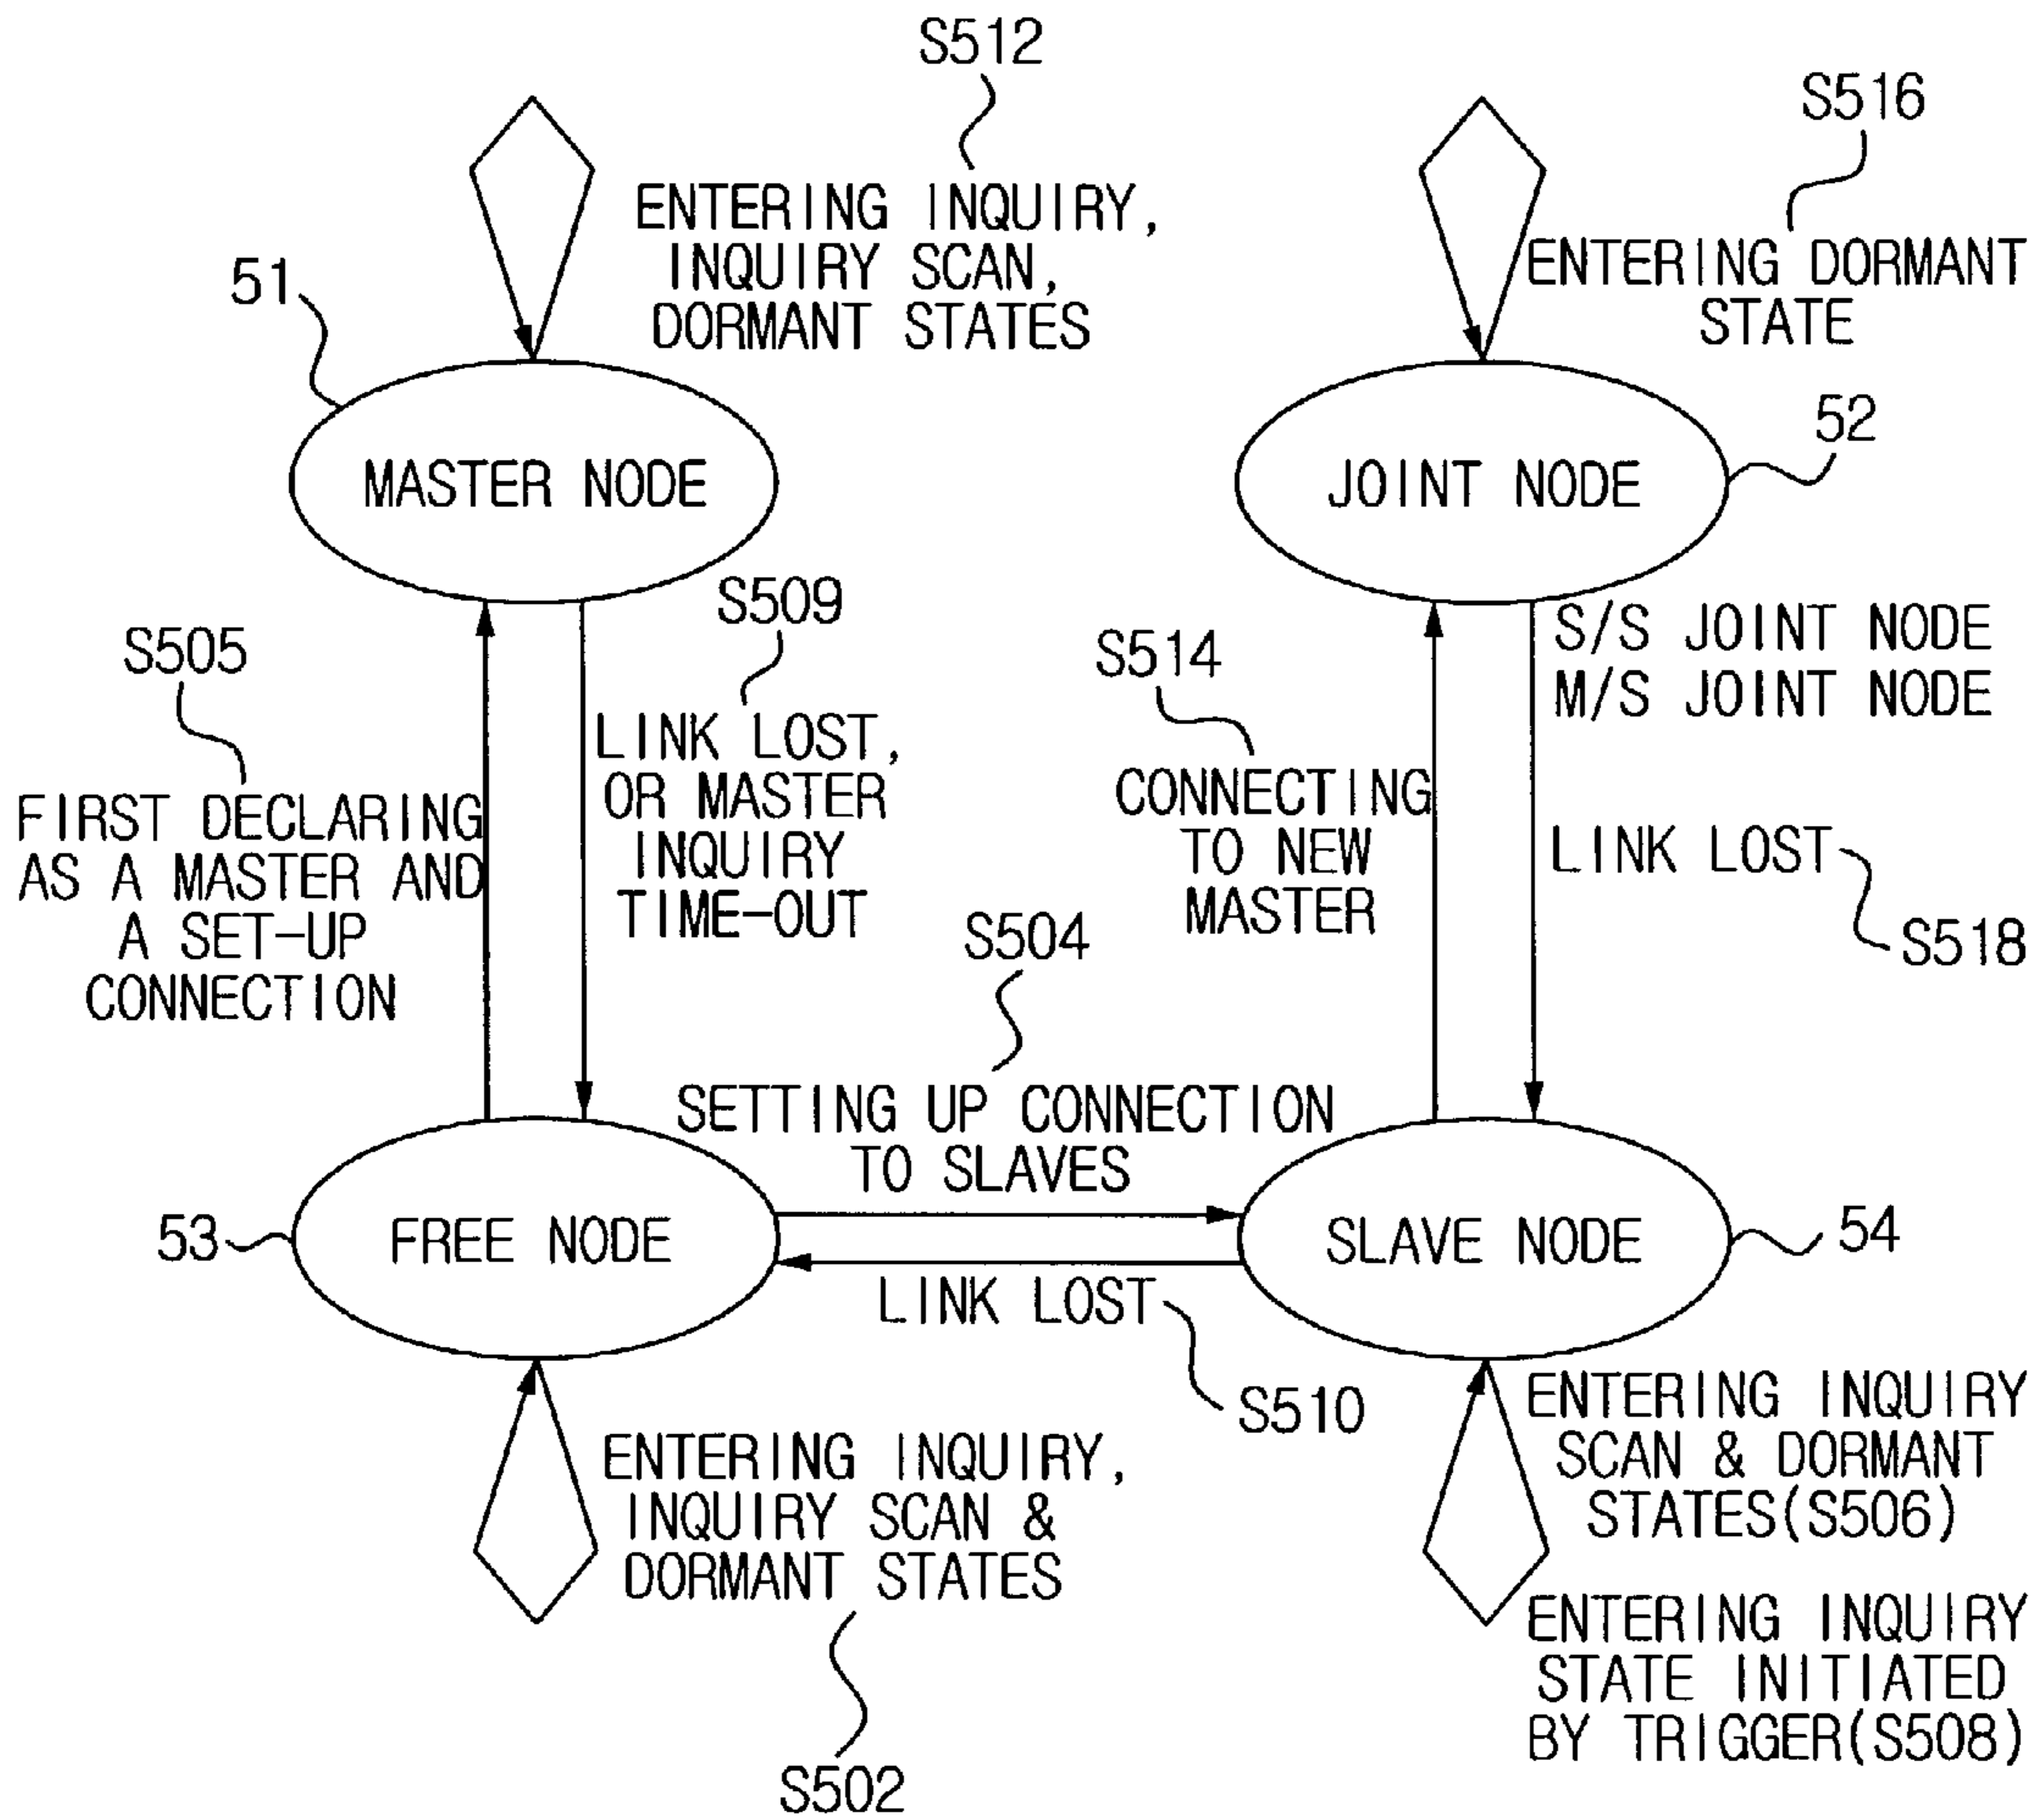 S512
ENTERING INQUIRY,
INQUIRY SCAN,
DORMANT STATES
S516
ENTERING DORMANT
STATE
51
MASTER NODE
52
JOINT NODE
S505
FIRST DECLARING
AS A MASTER AND
A SET-UP
CONNECTION
S509
LINK LOST,
OR MASTER
INQUIRY
TIME-OUT
S514
CONNECTING
TO NEW
MASTER
S/S JOINT NODE
M/S JOINT NODE
LINK LOST
S518
S504
SETTING UP CONNECTION
TO SLAVES
53
FREE NODE
SLAVE NODE
54
LINK LOST
S510
ENTERING INQUIRY,
INQUIRY SCAN &
DORMANT STATES
S502
ENTERING INQUIRY
SCAN & DORMANT
STATES(S506)
ENTERING INQUIRY
STATE INITIATED
BY TRIGGER(S508)